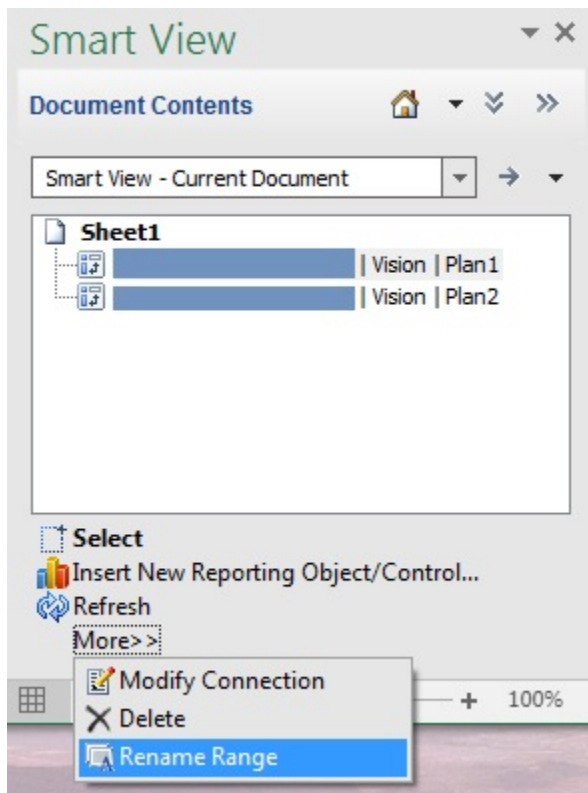 Smart View
Document Contents
Smart View - Current Document
Sheet1
| Vision | Plan1
| Vision | Plan2
Select
Insert New Reporting Object/Control...
Refresh
More>>
Modify Connection
100%
Delete
Rename Range